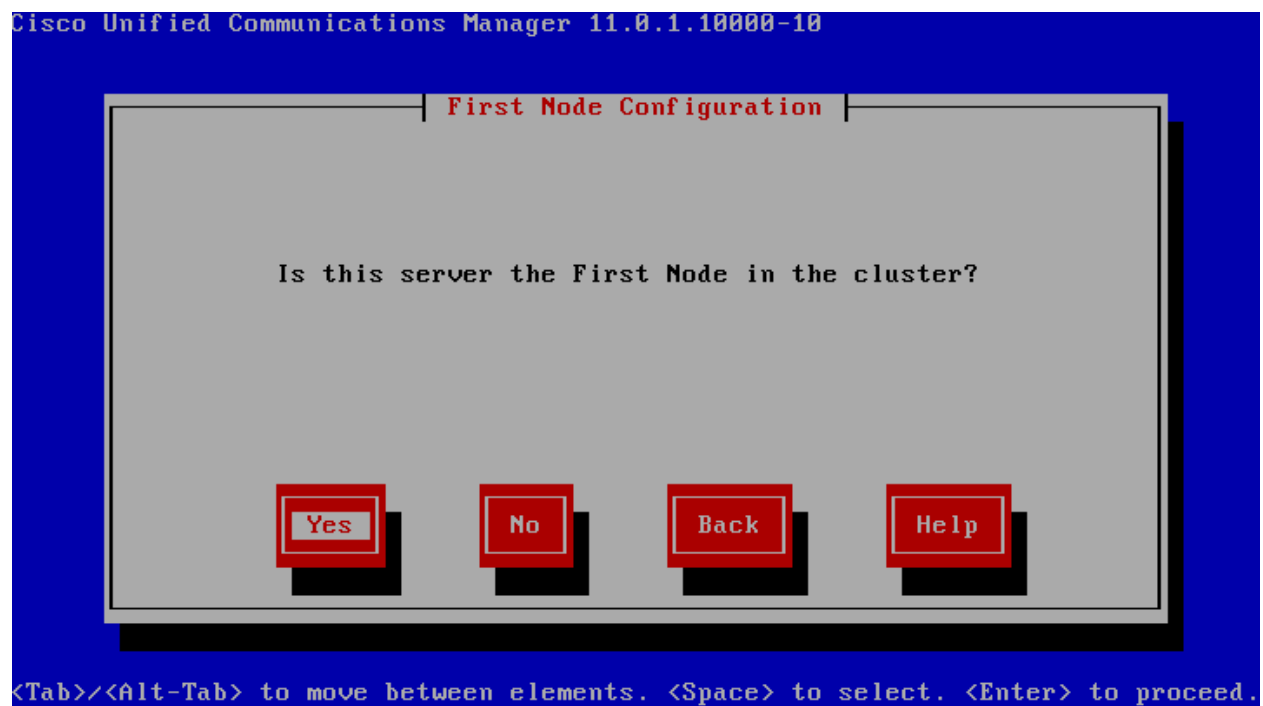 Cisco Unified Communications Manager 11.0.1.10000-10
First Node Configuration
Is this server the First Node in the cluster?
Yes No Back Help
<Tab>/<Alt-Tab> to move between elements. <Space> to select. <Enter> to proceed.